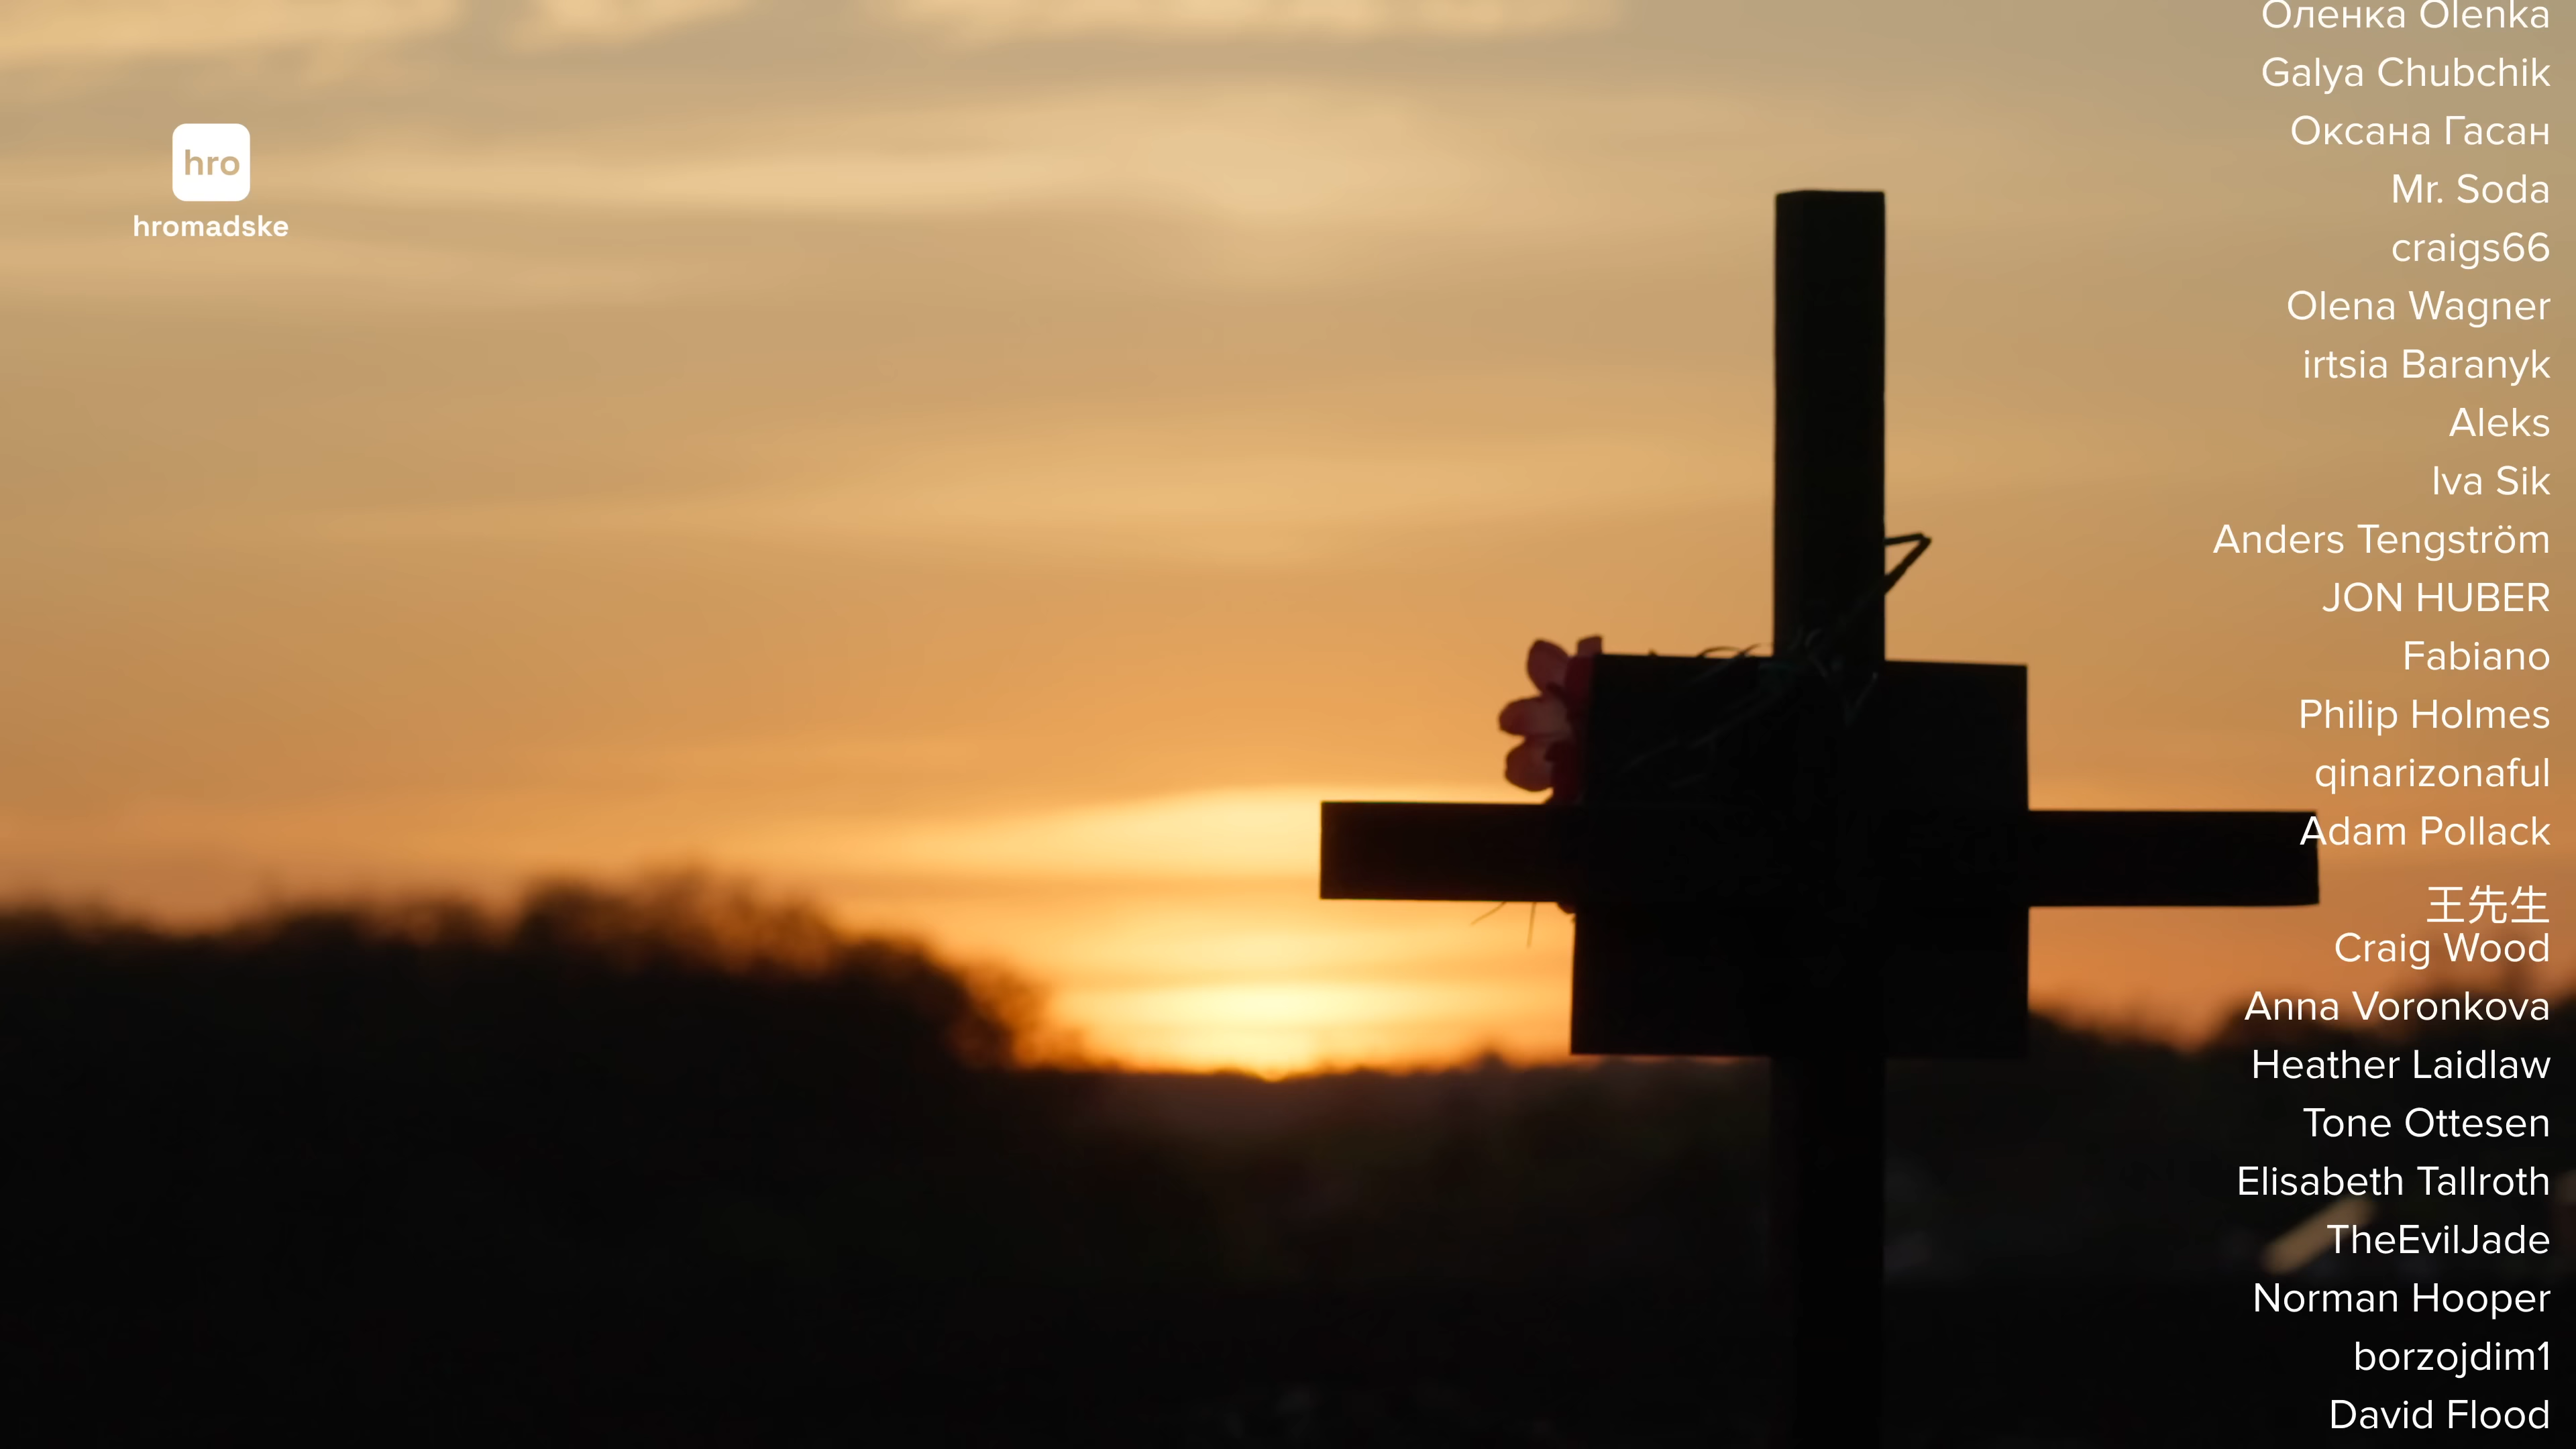 hro
hromadske
Оленка Olenka
Galya Chubchik
Оксана Гасан
Mr. Soda
craigs66
Olena Wagner
irtsia Baranyk
Aleks
Iva Sik
Anders Tengström
JON HUBER
Fabiano
Philip Holmes
qinarizonaful
Adam Pollack
王先生
Craig Wood
Anna Voronkova
Heather Laidlaw
Tone Ottesen
Elisabeth Tallroth
TheEvilJade
Norman Hooper
borzojdim1
David Flood